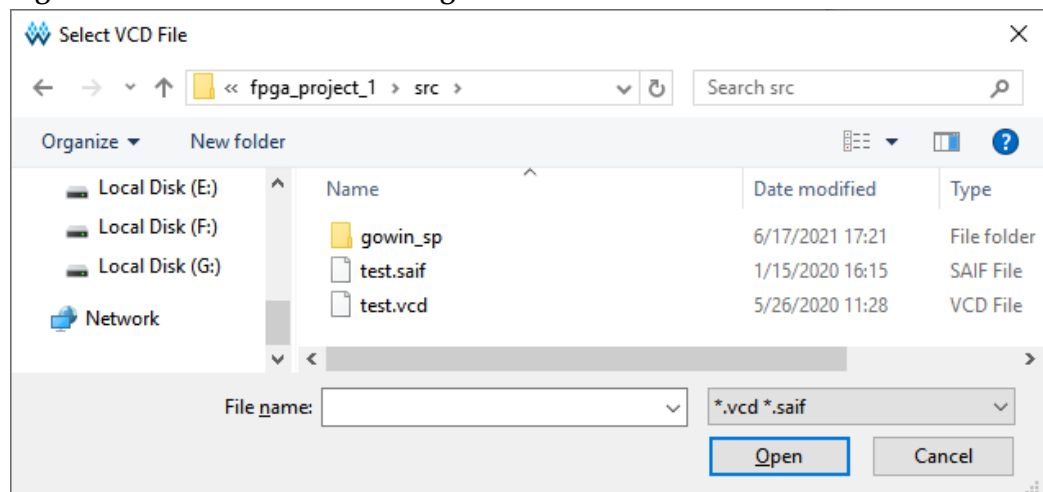 Select VCD File
« fpga_project_1 › src ›
Search src
Organize
New folder
Local Disk (E:)
Local Disk (F:)
Local Disk (G:)
Network
Name Date modified Type
gowin_sp 6/17/2021 17:21 File folder
test.saif 1/15/2020 16:15 SAIF File
test.vcd 5/26/2020 11:28 VCD File
File name:
*.vcd *.saif
Open Cancel